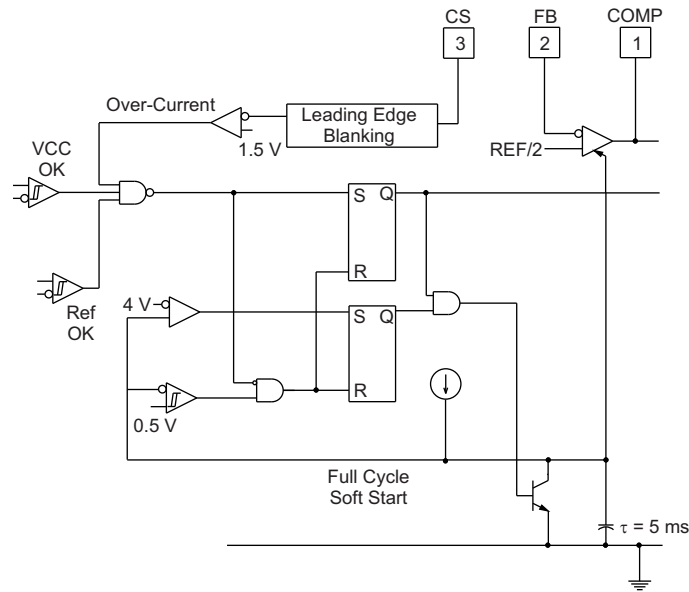 CS
FB
COMP
3
2
1
Over-Current
Leading Edge
Blanking
1.5 V
REF/2
VCC
OK
S Q
R
Ref
OK
4 V
S Q
R
0.5 V
Full Cycle
Soft Start
τ = 5 ms